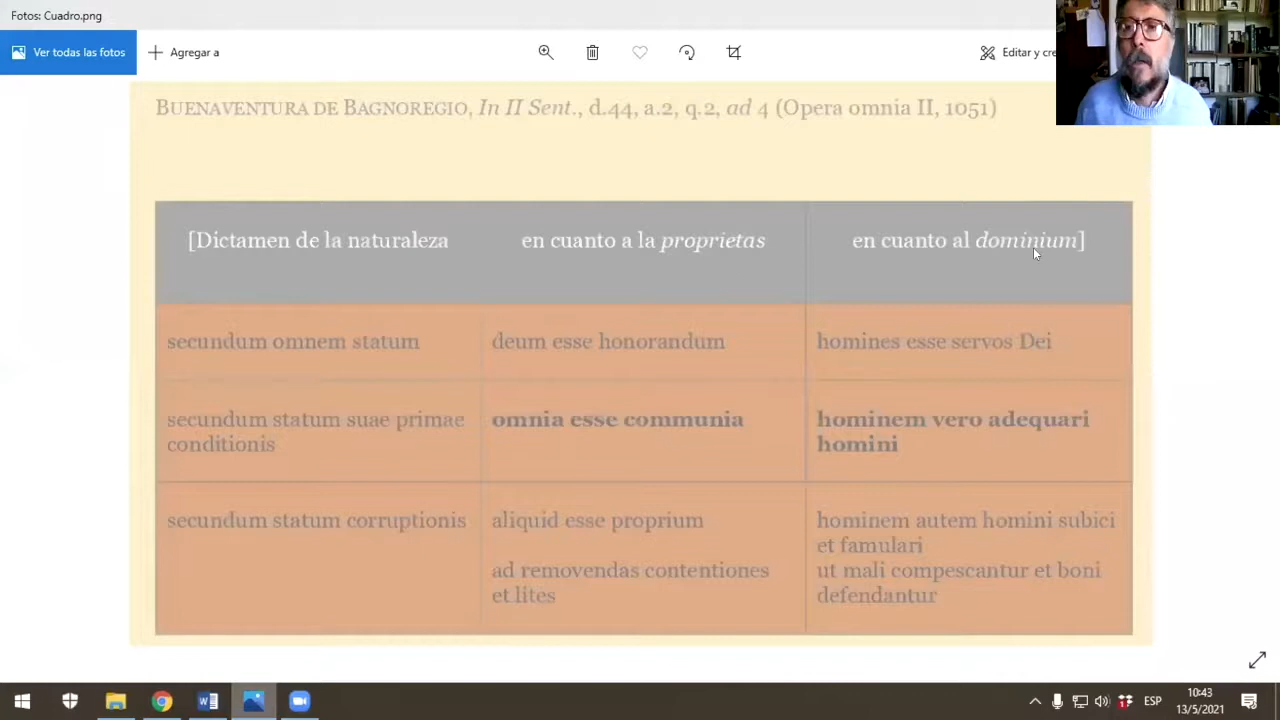 Fotos: Cuadro.png
Ver todas las fotos
Agregar a
Editar y cre
BUENAVENTURA DE BAGNOREGIO, In II Sent., d.44, a.2, q.2, ad 4 (Opera omnia II, 1051)
[Dictamen de la naturaleza
en cuanto a la proprietas
en cuanto al dominium]
secundum omnem statum
deum esse honorandum
homines esse servos Dei
secundum statum suae primae
conditionis
omnia esse communia
hominem vero adequari
homini
secundum statum corruptionis
aliquid esse proprium
ad removendas contentiones
et lites
hominem autem homini subici
et famulari
ut mali compescantur et boni
defendantur
ESP
10:43
13/5/2021